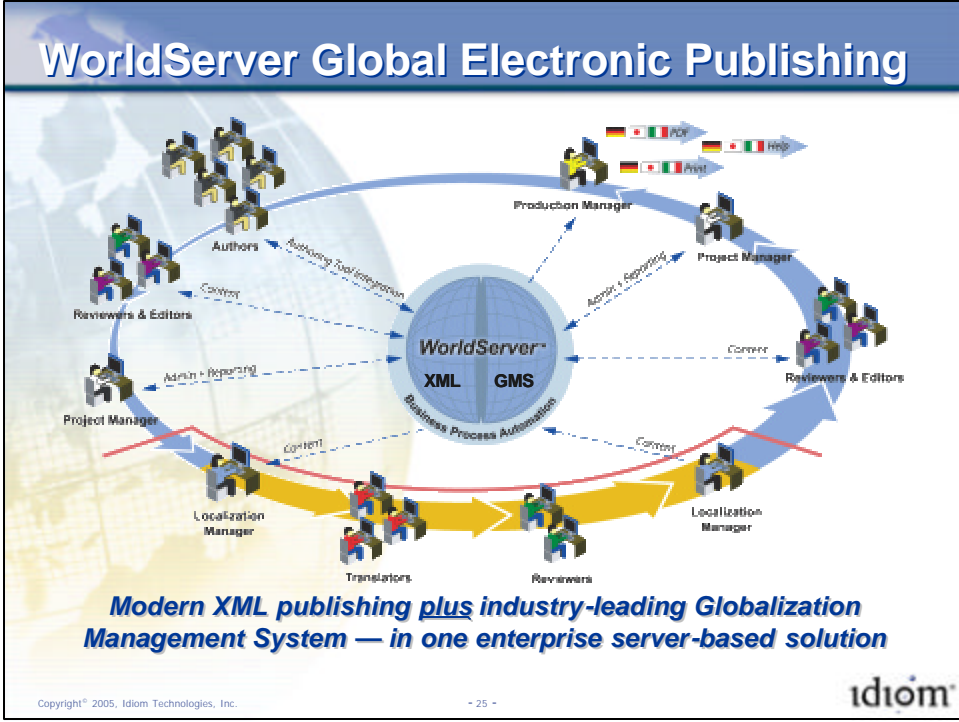 WorldServer Global Electronic Publishing
PDF
Help
Print
Production Manager
Project Manager
Authors
Authoring Tool Integration
Admin + Reporting
Reviewers & Editors
Content
WorldServer™
XML GMS
Business Process Automation
Content
Reviewers & Editors
Admin + Reporting
Project Manager
Content
Content
Localization
Manager
Localization
Manager
Translators
Reviewers
Modern XML publishing plus industry-leading Globalization
Management System — in one enterprise server-based solution
Copyright© 2005, Idiom Technologies, Inc.
- 25 -
idiom